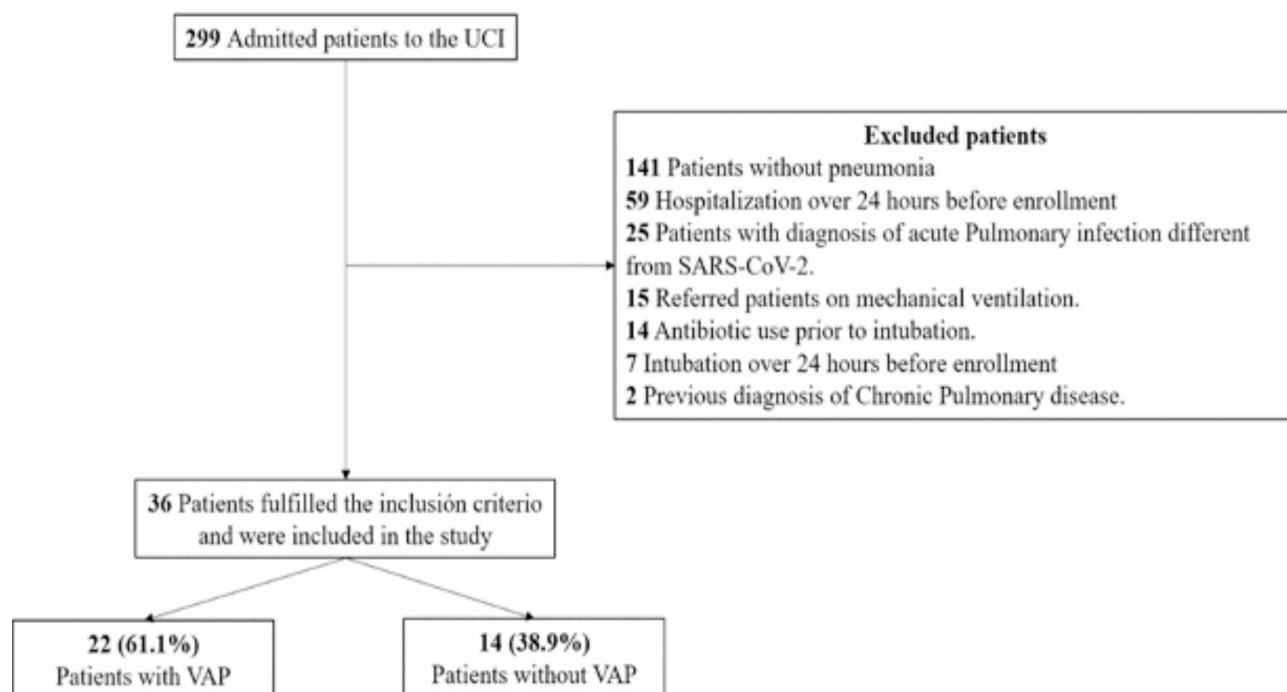 299 Admitted patients to the UCI
Excluded patients
141 Patients without pneumonia
59 Hospitalization over 24 hours before enrollment
25 Patients with diagnosis of acute Pulmonary infection different
from SARS-CoV-2.
15 Referred patients on mechanical ventilation.
14 Antibiotic use prior to intubation.
7 Intubation over 24 hours before enrollment
2 Previous diagnosis of Chronic Pulmonary disease.
36 Patients fulfilled the inclusión criterio
and were included in the study
22 (61.1%)
Patients with VAP
14 (38.9%)
Patients without VAP